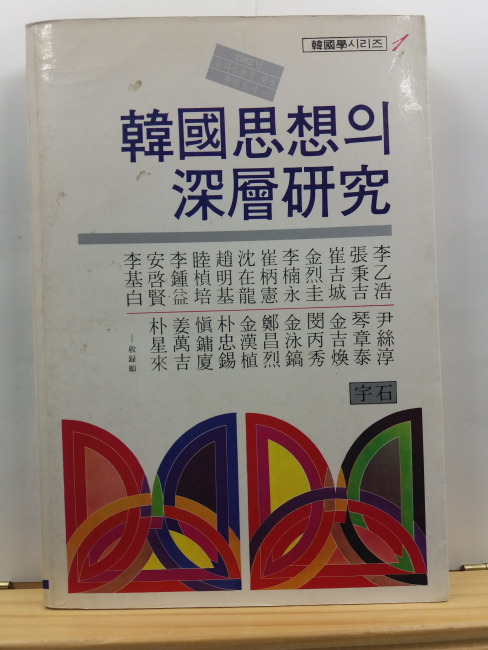 韓國學시리즈 1
韓國思想의
深層硏究
李乙浩
張秉吉
崔吉城
金烈圭
李楠永
崔柄憲
沈在龍
趙明基
睦楨培
李鍾益
安啓賢
李基白
尹絲淳
琴章泰
金吉煥
閔丙秀
金泳鎬
鄭昌烈
金漢植
朴忠錫
愼鏞廈
姜萬吉
朴星來
—收錄順
宇石